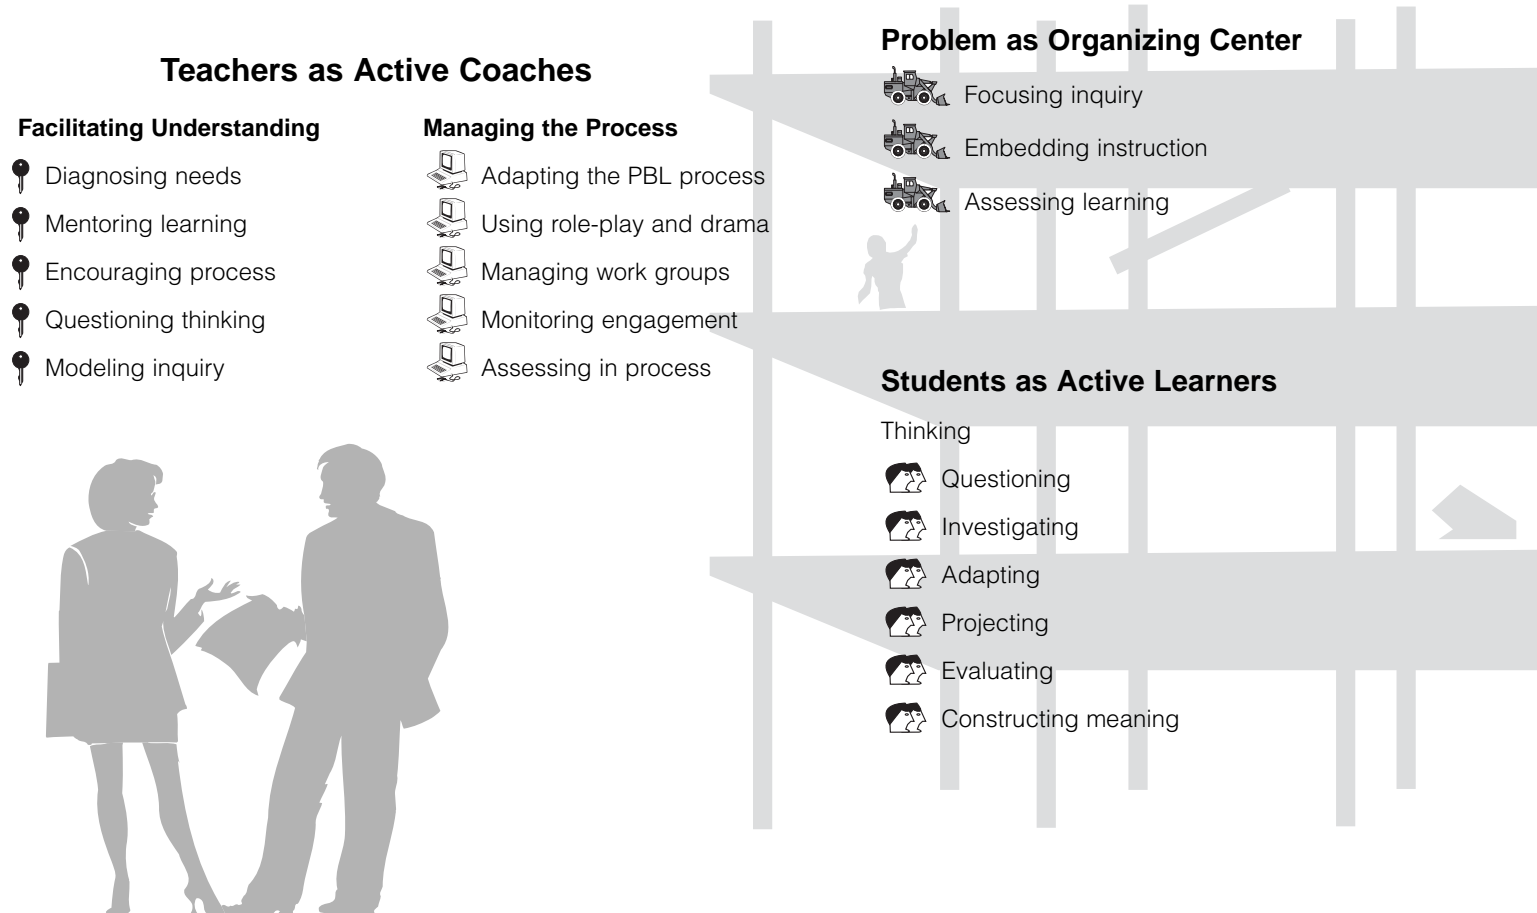 Teachers as Active Coaches
Facilitating Understanding
Diagnosing needs
Mentoring learning
Encouraging process
Questioning thinking
Modeling inquiry
Managing the Process
Adapting the PBL process
Using role-play and drama
Managing work groups
Monitoring engagement
Assessing in process
Problem as Organizing Center
Focusing inquiry
Embedding instruction
Assessing learning
Students as Active Learners
Thinking
Questioning
Investigating
Adapting
Projecting
Evaluating
Constructing meaning